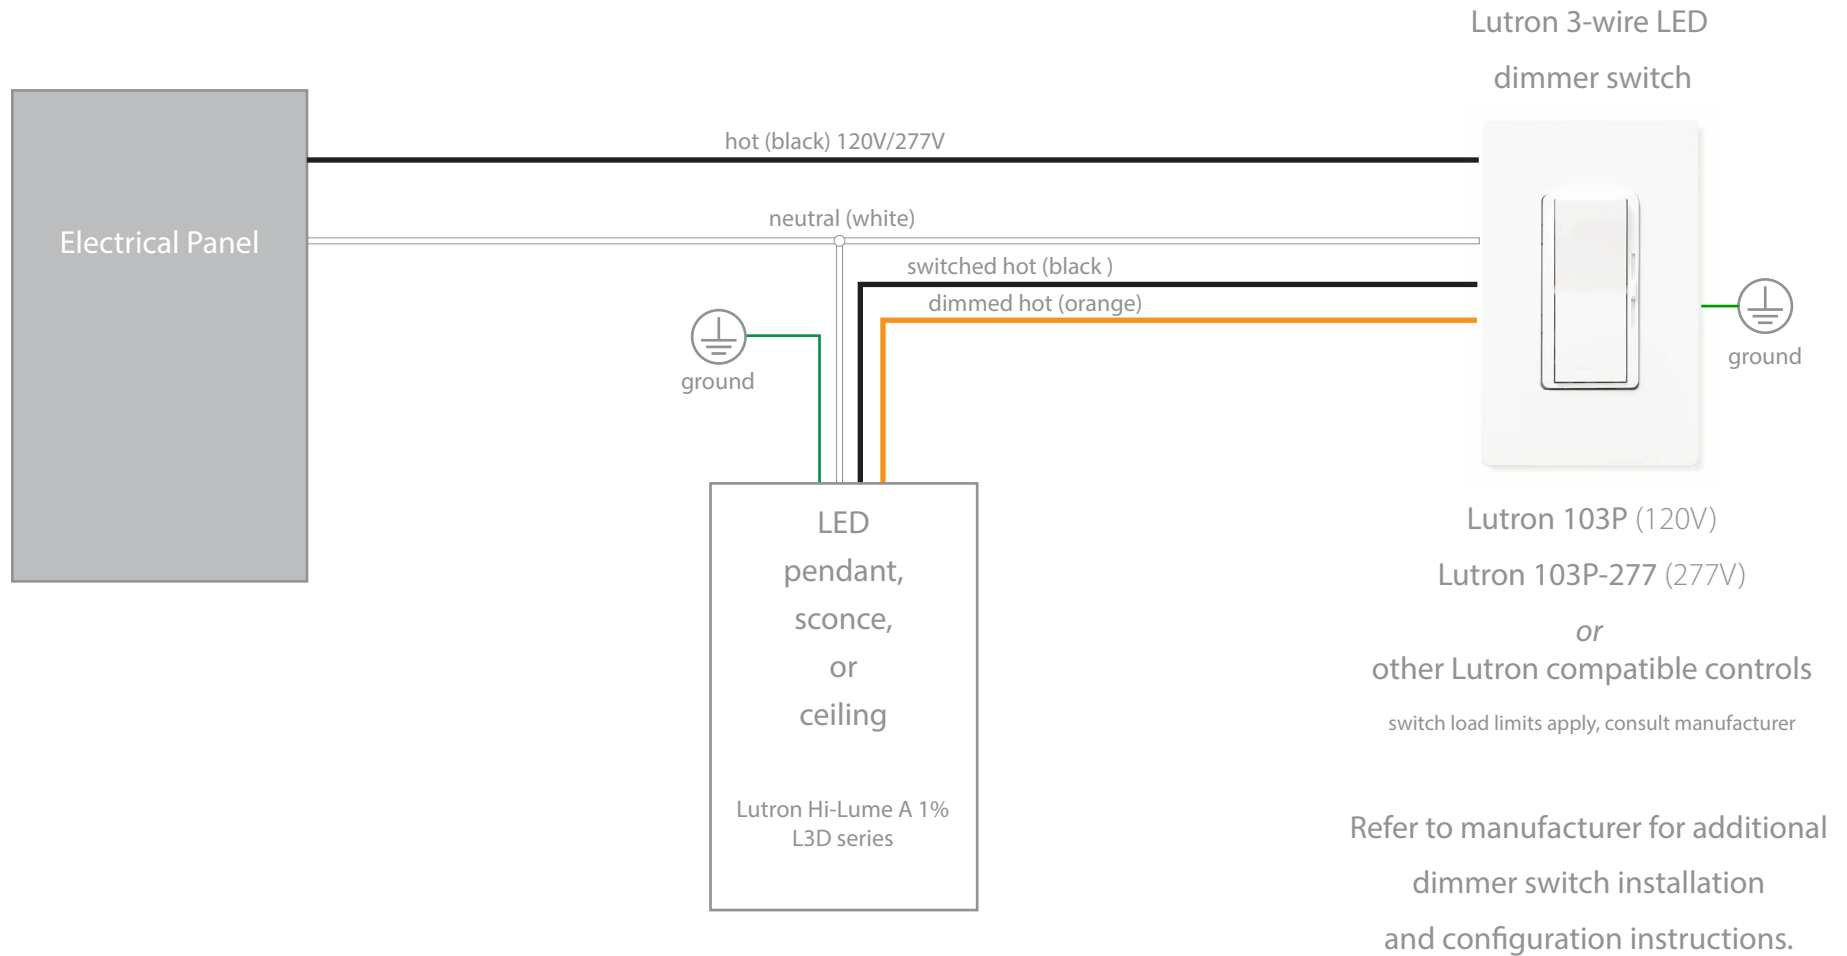 Lutron 3-wire LED
dimmer switch
hot (black) 120V/277V
Electrical Panel
neutral (white)
switched hot (black )
dimmed hot (orange)
ground
ground
LED
pendant,
sconce,
or
ceiling
Lutron Hi-Lume A 1%
L3D series
Lutron 103P (120V)
Lutron 103P-277 (277V)
or
other Lutron compatible controls
switch load limits apply, consult manufacturer
Refer to manufacturer for additional
dimmer switch installation
and configuration instructions.